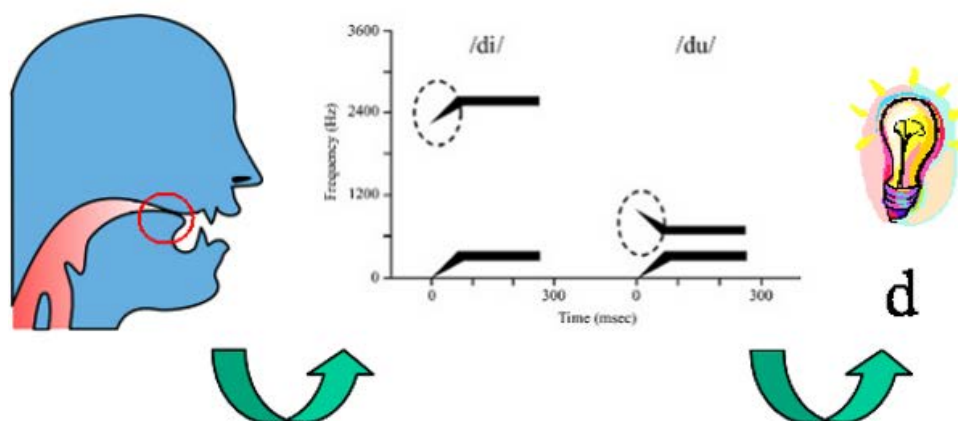 /di/ /du/
3600
2400
1200
0
Frequency (Hz)
0 300 0 300
Time (msec)
d